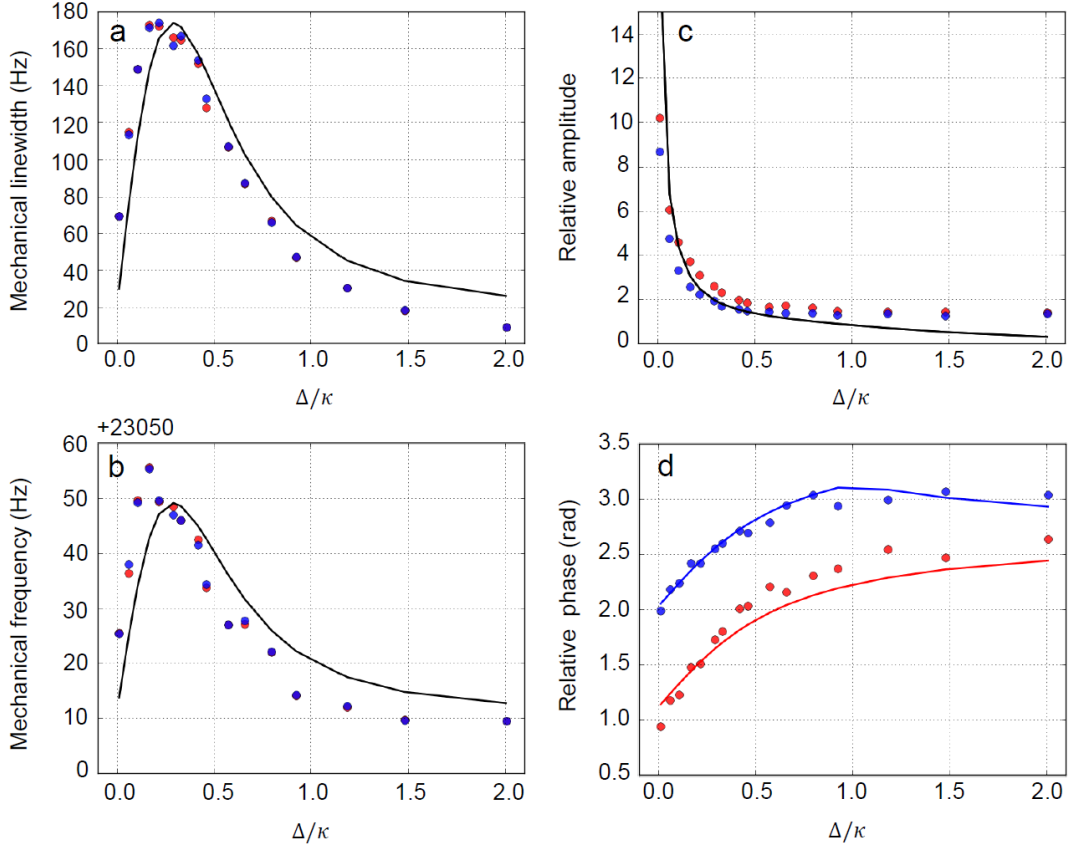 a
Mechanical linewidth (Hz)
180
160
140
120
100
80
60
40
20
0
0.0 0.5 1.0 1.5 2.0
Δ/κ
c
Relative amplitude
14
12
10
8
6
4
2
0
0.0 0.5 1.0 1.5 2.0
Δ/κ
+23050
b
Mechanical frequency (Hz)
60
50
40
30
20
10
0
0.0 0.5 1.0 1.5 2.0
Δ/κ
d
Relative phase (rad)
3.5
3.0
2.5
2.0
1.5
1.0
0.5
0.0 0.5 1.0 1.5 2.0
Δ/κ